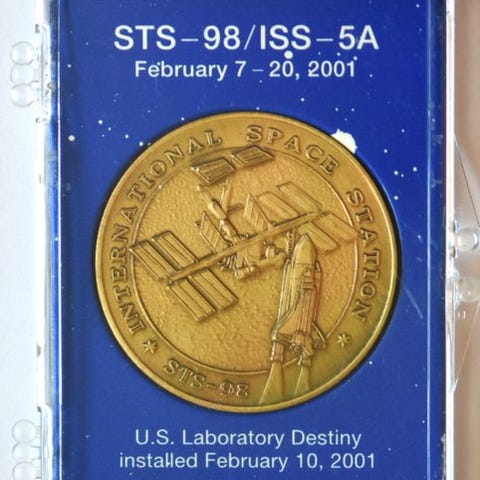 STS-98/ISS-5A
February 7-20, 2001
* INTERNATIONAL SPACE STATION *
STS-98
U.S. Laboratory Destiny
installed February 10, 2001